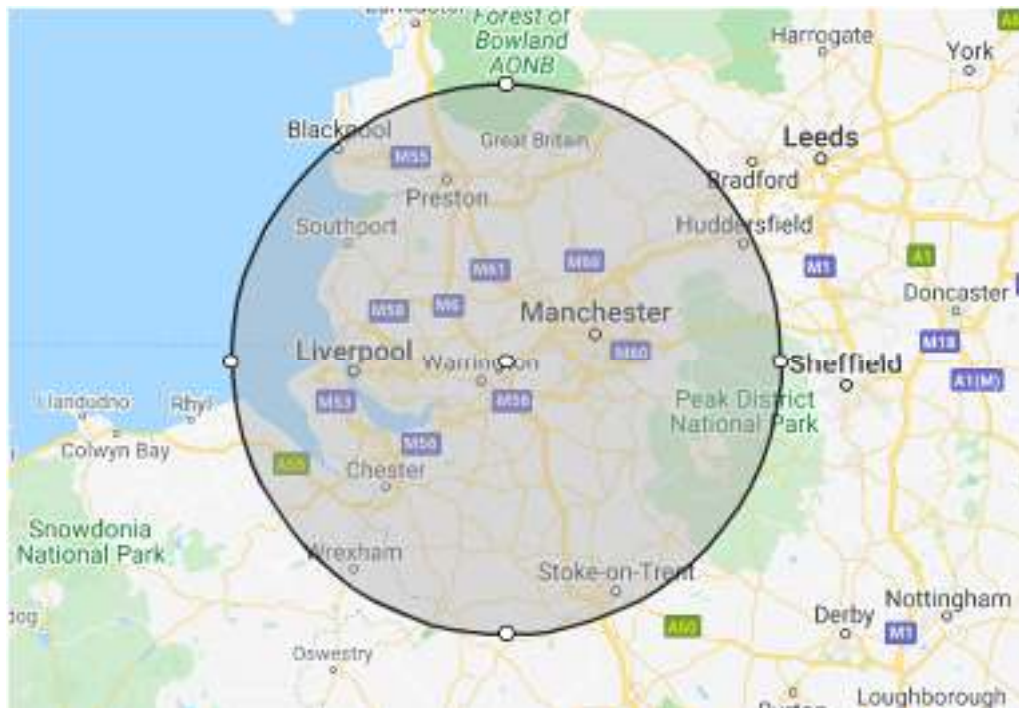 Forest of
Bowland
AONB
Harrogate
York
Blackpool
Great Britain
Leeds
M55
Bradford
Preston
Southport
Huddersfield
M61
M66
M1
A1
Doncaster
M58
M6
Manchester
M18
Liverpool
Warrington
M60
Sheffield
A1(M)
Llandudno
Rhyl
M53
M56
Peak District
National Park
Colwyn Bay
M56
A55
Chester
Snowdonia
National Park
Wrexham
Stoke-on-Trent
Nottingham
Derby
A50
M1
Oswestry
Loughborough